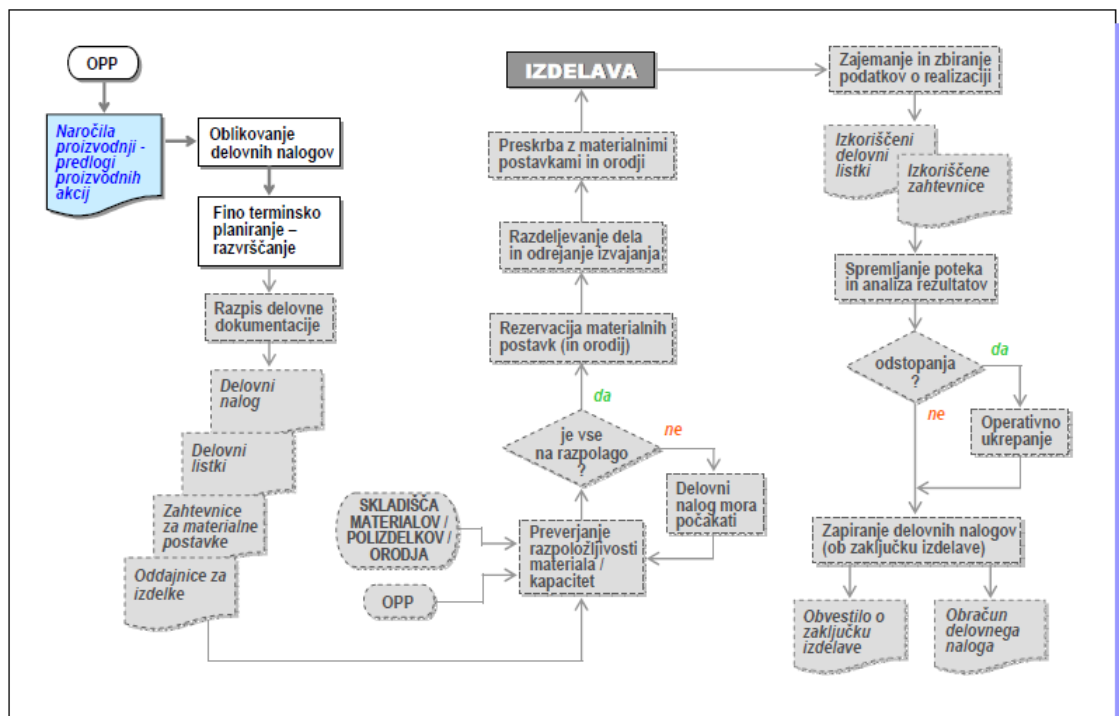 OPP
Naročila
proizvodnji -
predlogi
proizvodnih
akcij
Oblikovanje
delovnih nalogov
Fino terminsko
planiranje –
razvrščanje
Razpis delovne
dokumentacije
Delovni
nalog
Delovni
listki
Zahtevnice
za materialne
postavke
Oddajnice za
izdelke
IZDELAVA
Preskrba z materialnimi
postavkami in orodji
Razdeljevanje dela
in odrejanje izvajanja
Rezervacija materialnih
postavk (in orodij)
da
je vse
na razpolago
?
ne
Delovni
nalog mora
počakati
SKLADIŠČA
MATERIALOV /
POLIZDELKOV /
ORODJA
OPP
Preverjanje
razpoložljivosti
materiala /
kapacitet
Zajemanje in zbiranje
podatkov o realizaciji
Izkoriščeni
delovni
listki
Izkoriščene
zahtevnice
Spremljanje poteka
in analiza rezultatov
odstopanja
?
da
ne
Operativno
ukrepanje
Zapiranje delovnih nalogov
(ob zaključku izdelave)
Obvestilo o
zaključku
izdelave
Obračun
delovnega
naloga